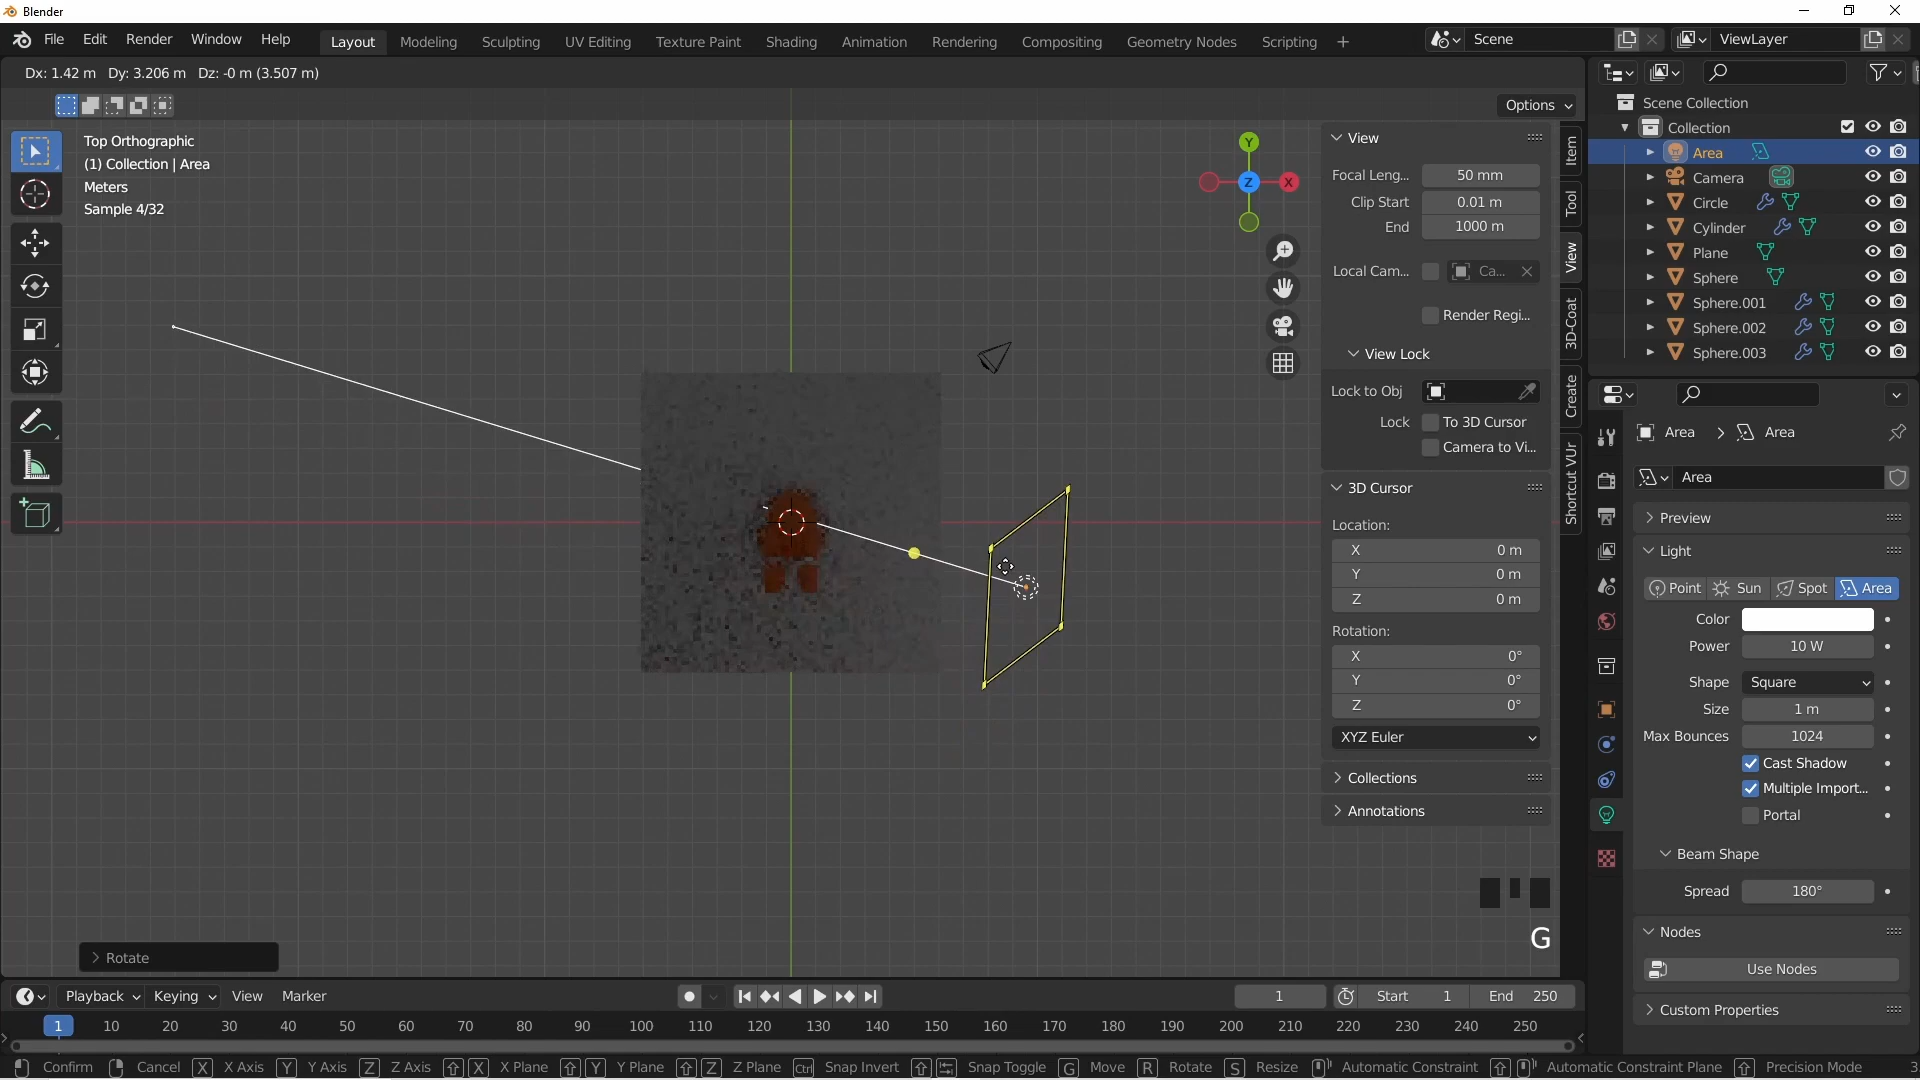 Blender
File Edit Render Window Help
Layout Modeling Sculpting UV Editing Texture Paint Shading Animation Rendering Compositing Geometry Nodes Scripting +
Scene
ViewLayer
Dx: 1.42 m Dy: 3.206 m Dz: -0 m (3.507 m)
Options
Top Orthographic
(1) Collection | Area
Meters
Sample 4/32
Y
Z
X
View
Focal Leng... 50 mm
Clip Start 0.01 m
End 1000 m
Local Cam... Ca...
Render Regi...
View Lock
Lock to Obj
Lock To 3D Cursor
Camera to Vi...
3D Cursor
Location:
X 0 m
Y 0 m
Z 0 m
Rotation:
X 0°
Y 0°
Z 0°
XYZ Euler
Collections
Annotations
Item
Tool
View
3D-Coat
Create
Shortcut VUr
Scene Collection
Collection
Area
Camera
Circle
Cylinder
Plane
Sphere
Sphere.001
Sphere.002
Sphere.003
Area > Area
Area
Preview
Light
Point Sun Spot Area
Color
Power 10 W
Shape Square
Size 1 m
Max Bounces 1024
Cast Shadow
Multiple Import...
Portal
Beam Shape
Spread 180°
Nodes
Use Nodes
Custom Properties
G
Rotate
Playback Keying View Marker
1 Start 1 End 250
1 10 20 30 40 50 60 70 80 90 100 110 120 130 140 150 160 170 180 190 200 210 220 230 240 250
Confirm Cancel X X Axis Y Y Axis Z Z Axis X X Plane Y Y Plane Z Z Plane Ctrl Snap Invert Snap Toggle G Move R Rotate S Resize Automatic Constraint Automatic Constraint Plane Precision Mode 3